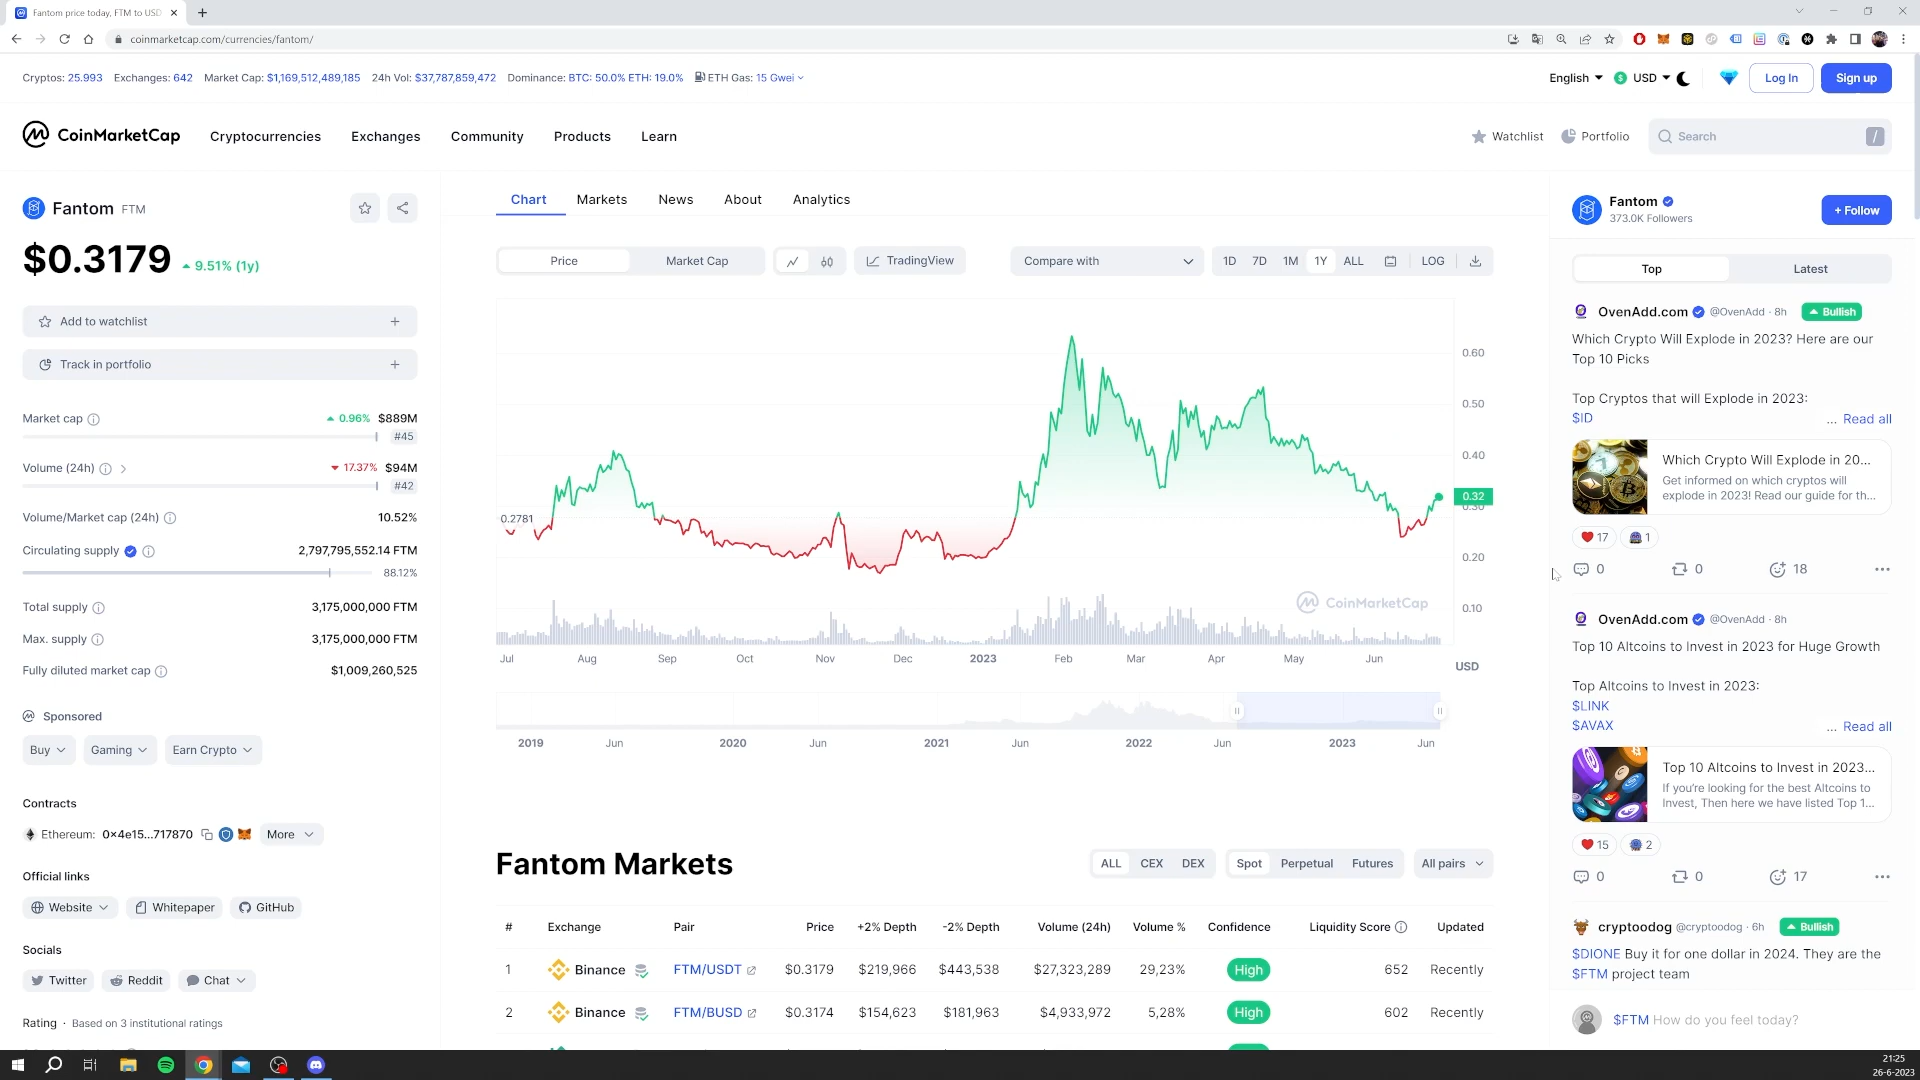 Fantom price today, FTM to USD
coinmarketcap.com/currencies/fantom/
Cryptos: 25.993 Exchanges: 642 Market Cap: $1,169,512,489,185 24h Vol: $37,787,859,472 Dominance: BTC: 50.0% ETH: 19.0% ETH Gas: 15 Gwei
English USD Log In Sign up
CoinMarketCap Cryptocurrencies Exchanges Community Products Learn
Watchlist Portfolio Search /
Fantom FTM
$0.3179 9.51% (1y)
Add to watchlist
Track in portfolio
Market cap 0.96% $889M
#45
Volume (24h) 17.37% $94M
#42
Volume/Market cap (24h) 10.52%
Circulating supply 2,797,795,552.14 FTM
88.12%
Total supply 3,175,000,000 FTM
Max. supply 3,175,000,000 FTM
Fully diluted market cap $1,009,260,525
Sponsored
Buy Gaming Earn Crypto
Contracts
Ethereum: 0x4e15...717870 More
Official links
Website Whitepaper GitHub
Socials
Twitter Reddit Chat
Rating · Based on 3 institutional ratings
Chart Markets News About Analytics
Price Market Cap TradingView Compare with 1D 7D 1M 1Y ALL LOG
0.60
0.50
0.40
0.32
0.30
0.2781
0.20
0.10
CoinMarketCap
Jul Aug Sep Oct Nov Dec 2023 Feb Mar Apr May Jun
USD
2019 Jun 2020 Jun 2021 Jun 2022 Jun 2023 Jun
Fantom Markets
ALL CEX DEX Spot Perpetual Futures All pairs
# Exchange Pair Price +2% Depth -2% Depth Volume (24h) Volume % Confidence Liquidity Score Updated
1 Binance FTM/USDT $0.3179 $219,966 $443,538 $27,323,289 29,23% High 652 Recently
2 Binance FTM/BUSD $0.3174 $154,623 $181,963 $4,933,972 5,28% High 602 Recently
Fantom
373.0K Followers
+ Follow
Top Latest
OvenAdd.com @OvenAdd · 8h Bullish
Which Crypto Will Explode in 2023? Here are our
Top 10 Picks
Top Cryptos that will Explode in 2023:
$ID ... Read all
Which Crypto Will Explode in 20...
Get informed on which cryptos will
explode in 2023! Read our guide for th...
17 1
0 0 18
OvenAdd.com @OvenAdd · 8h
Top 10 Altcoins to Invest in 2023 for Huge Growth
Top Altcoins to Invest in 2023:
$LINK
$AVAX ... Read all
Top 10 Altcoins to Invest in 2023...
If you're looking for the best Altcoins to
Invest, Then here we have listed Top 1...
15 2
0 0 17
cryptoodog @cryptoodog · 6h Bullish
$DIONE Buy it for one dollar in 2024. They are the
$FTM project team
$FTM How do you feel today?
21:25
26-6-2023